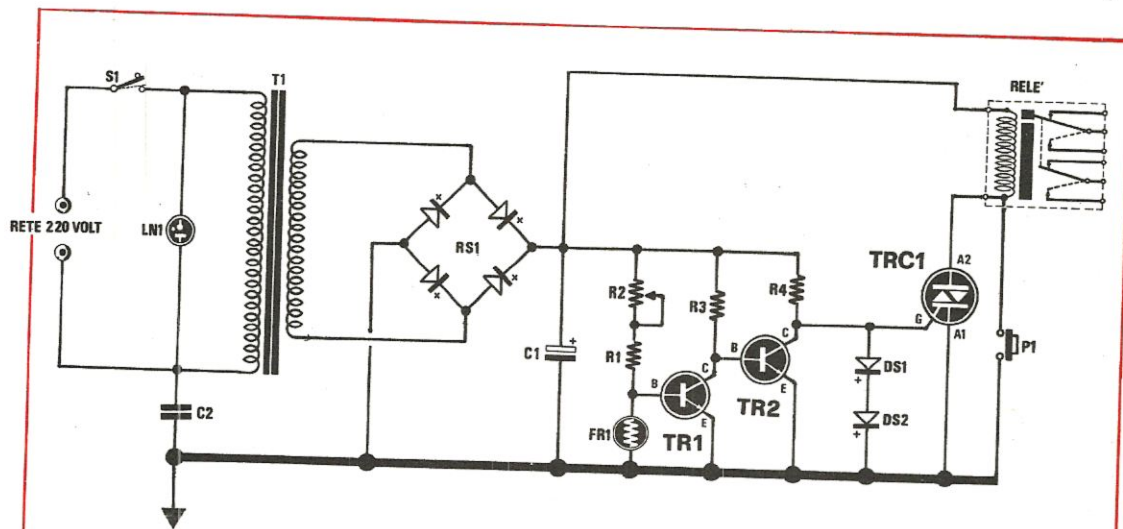 S1
T1
RELE'
RETE 220 VOLT
LN1
RS1
C2
C1
+
R2
R1
R3
R4
FR1
B
C
E
TR1
B
C
E
TR2
DS1
+
DS2
+
TRC1
A2
G
A1
P1